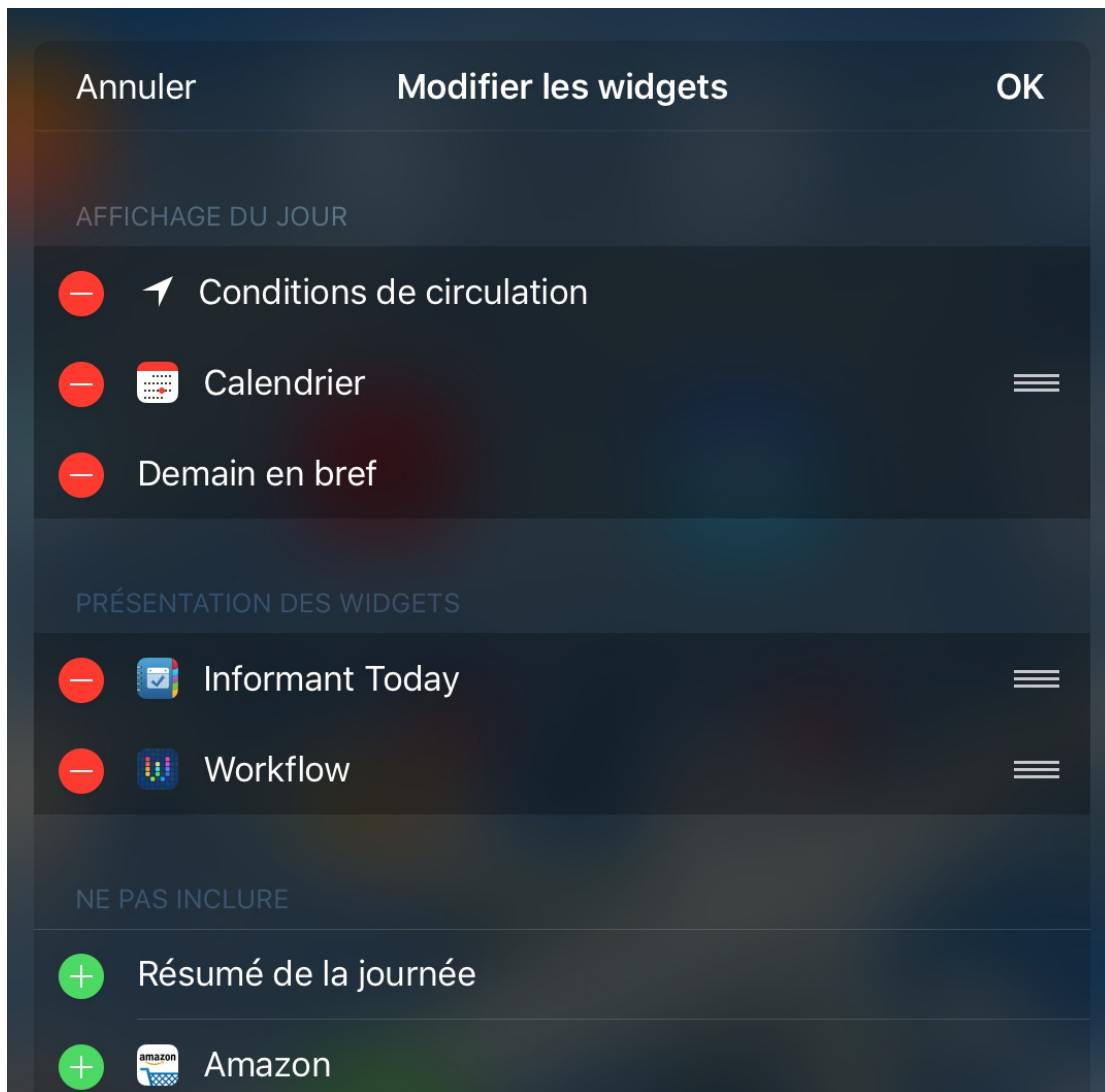 Annuler Modifier les widgets OK
AFFICHAGE DU JOUR
Conditions de circulation
Calendrier
Demain en bref
PRÉSENTATION DES WIDGETS
Informant Today
Workflow
NE PAS INCLURE
Résumé de la journée
amazon Amazon